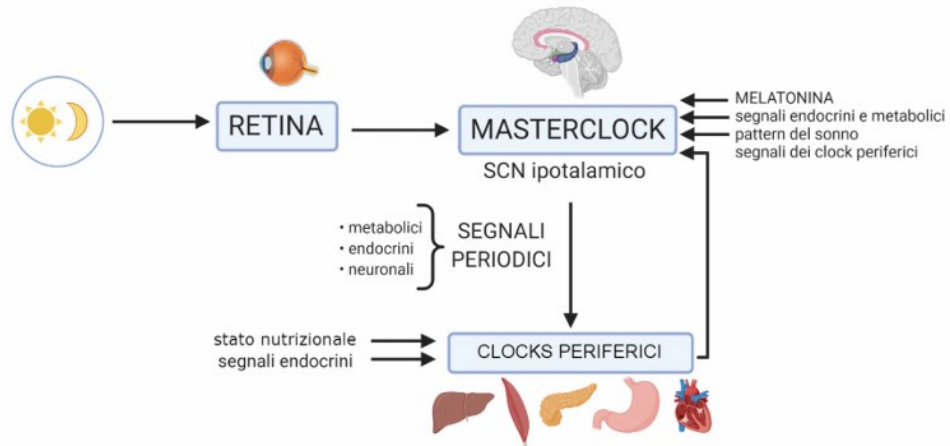 RETINA
MASTERCLOCK
SCN ipotalamico
MELATONINA
segnali endocrini e metabolici
pattern del sonno
segnali dei clock periferici
• metabolici
• endocrini
• neuronali
SEGNALI
PERIODICI
stato nutrizionale
segnali endocrini
CLOCKS PERIFERICI